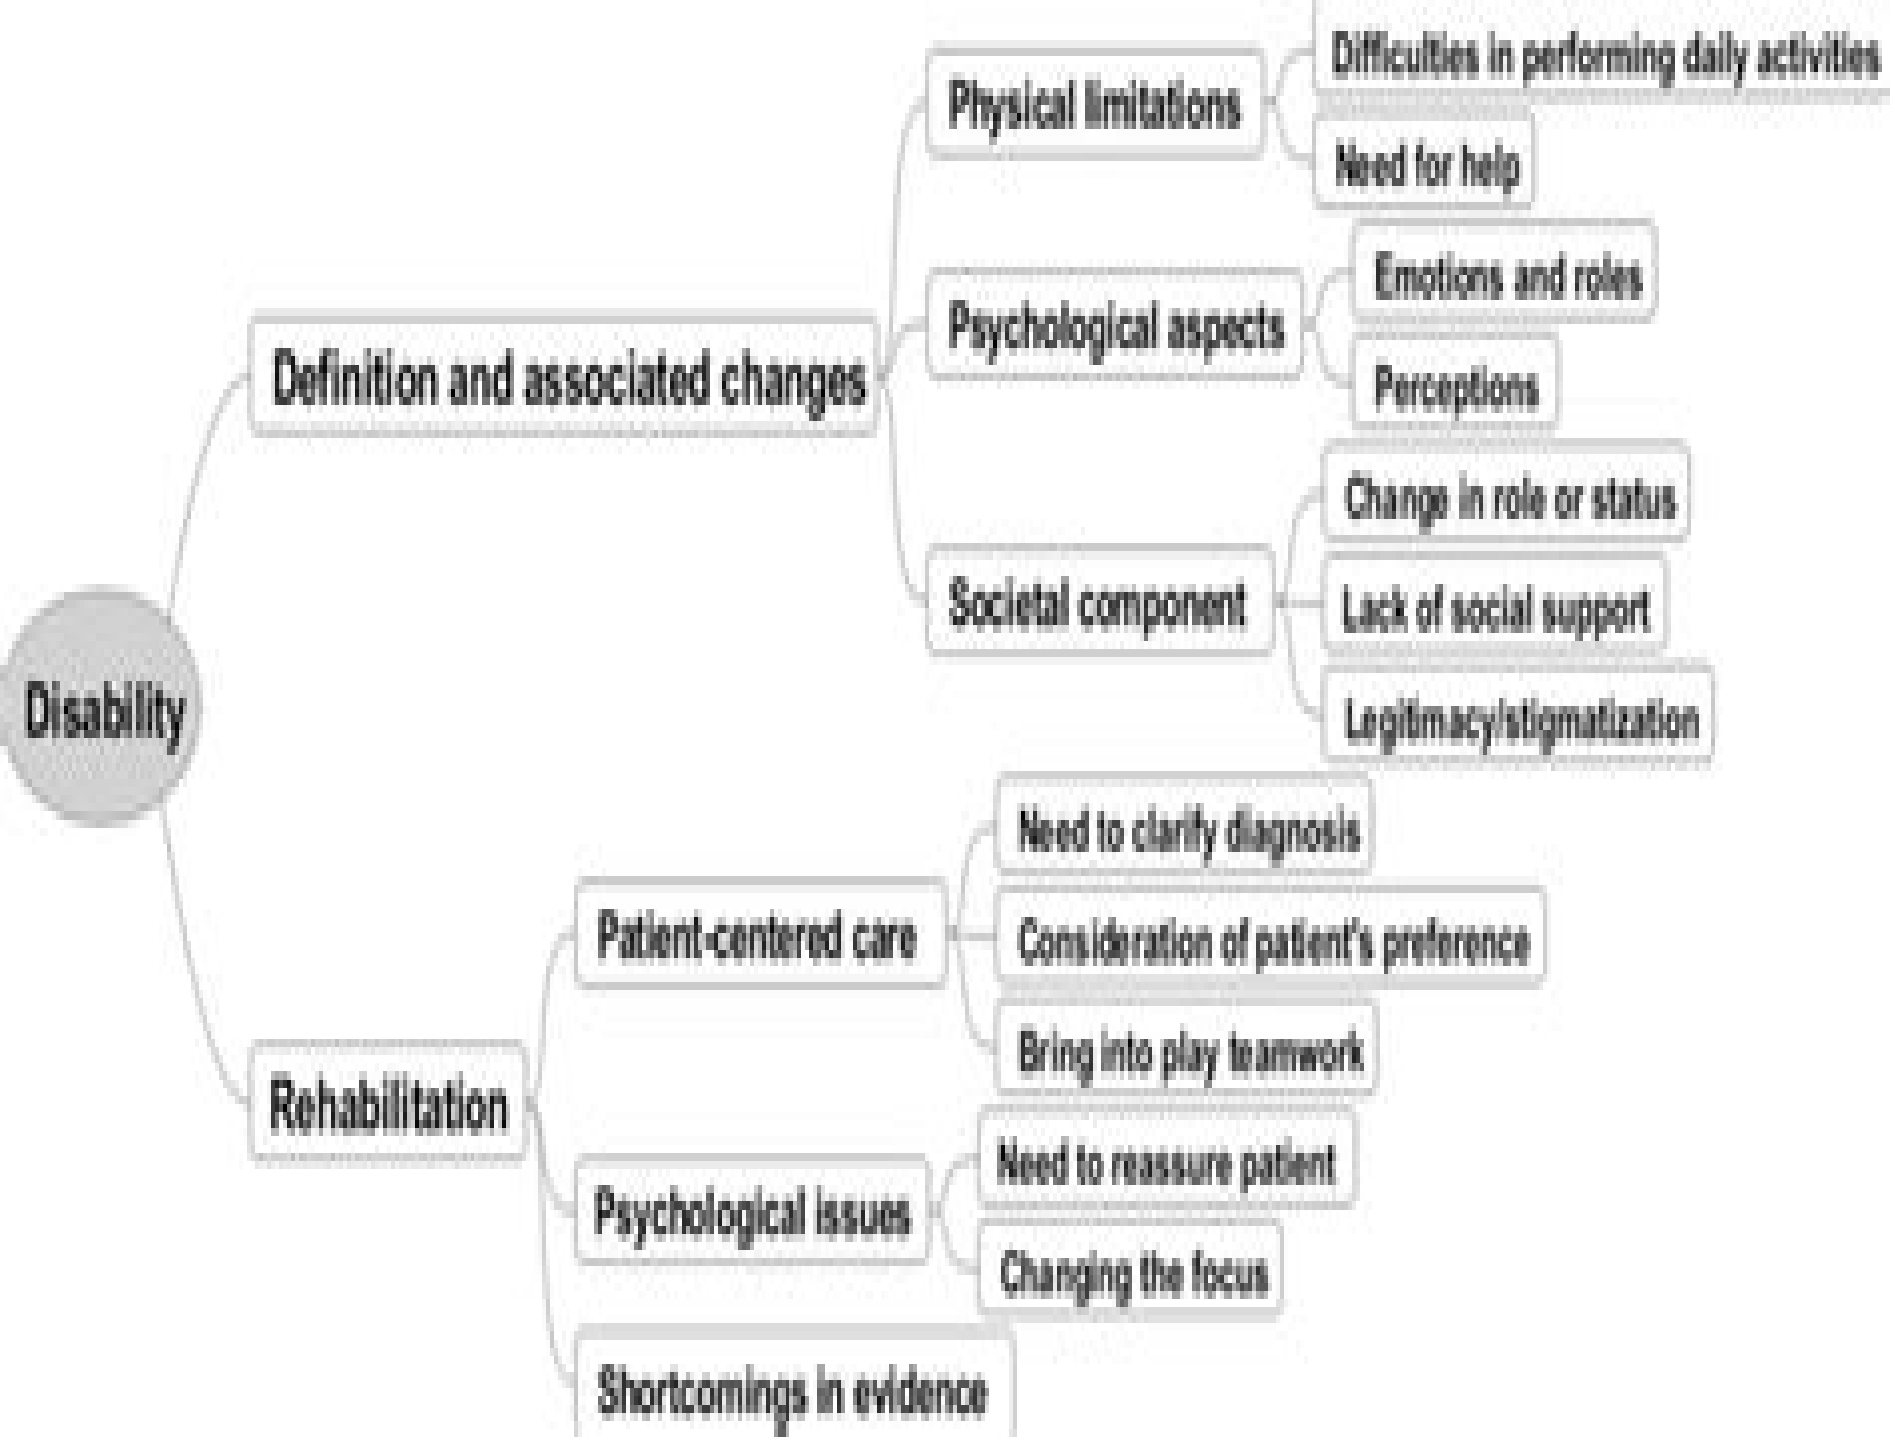 Disability
Definition and associated changes
Physical limitations
Difficulties in performing daily activities
Need for help
Psychological aspects
Emotions and roles
Perceptions
Societal component
Change in role or status
Lack of social support
Legitimacy/stigmatization
Rehabilitation
Patient-centered care
Need to clarify diagnosis
Consideration of patient's preference
Bring into play teamwork
Psychological issues
Need to reassure patient
Changing the focus
Shortcomings in evidence